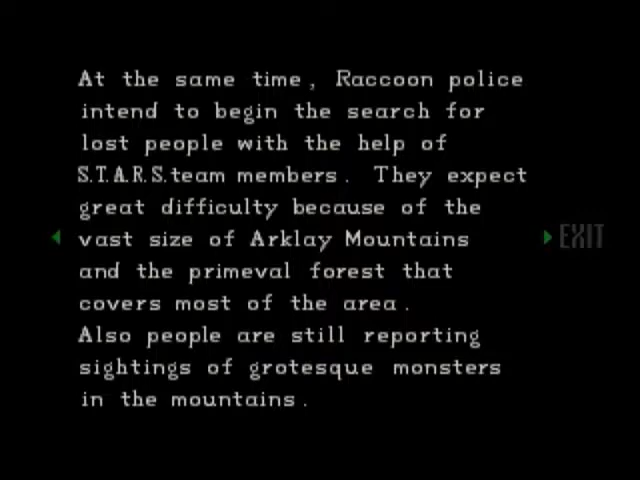 At the same time, Raccoon police
intend to begin the search for
lost people with the help of
S.T.A.R.S.team members. They expect
great difficulty because of the
vast size of Arklay Mountains
EXIT
and the primeval forest that
covers most of the area.
Also people are still reporting
sightings of grotesque monsters
in the mountains.